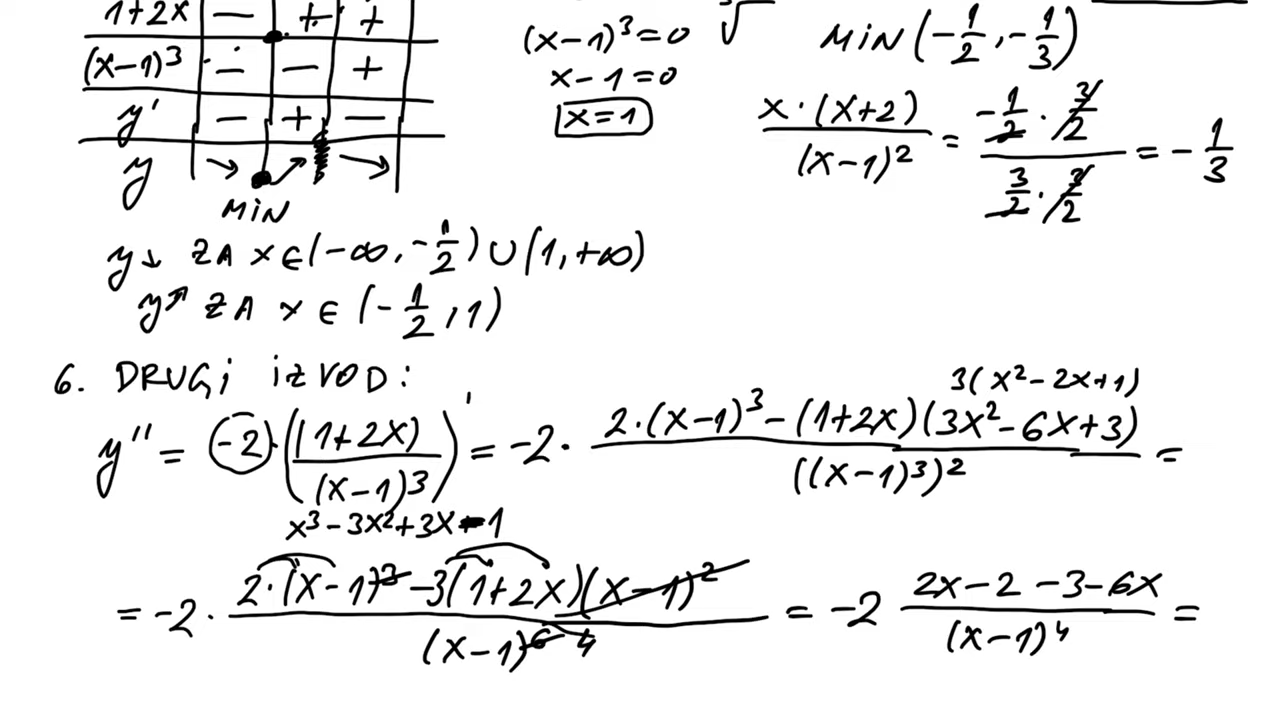 1+2x − + +
(x−1)³ − − +
y' − + −
y
MIN
(x−1)³=0 ∛
x−1=0
x=1
MIN(−1/2, −1/3)
x·(x+2)/(x−1)² = (−1/2 · 3/2)/(3/2 · 3/2) = −1/3
y↘ ZA x∈(−∞, −1/2)∪(1,+∞)
y↗ ZA x∈(−1/2, 1)
6. DRUGI IZVOD:
3(x²−2x+1)
y'' = (−2)·((1+2x)/(x−1)³)' = −2· (2·(x−1)³−(1+2x)(3x²−6x+3))/((x−1)³)² =
x³−3x²+3x−1
= −2· (2·(x−1)³−3(1+2x)(x−1)²)/(x−1)⁶ ⁴ = −2 (2x−2−3−6x)/(x−1)⁴ =